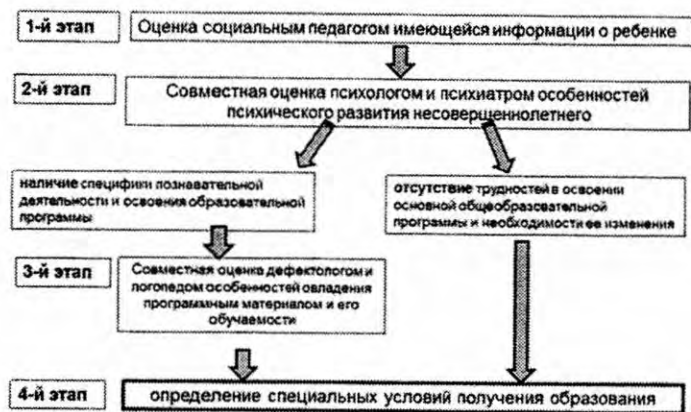 1-й этап
Оценка социальным педагогом имеющейся информации о ребенке
2-й этап
Совместная оценка психологом и психиатром особенностей
психического развития несовершеннолетнего
наличие специфики познавательной
деятельности и освоения образовательной
программы
отсутствие трудностей в освоении
основной общеобразовательной
программы и необходимости ее изменения
3-й этап
Совместная оценка дефектологом и
логопедом особенностей овладения
программным материалом и его
обучаемости
4-й этап
определение специальных условий получения образования